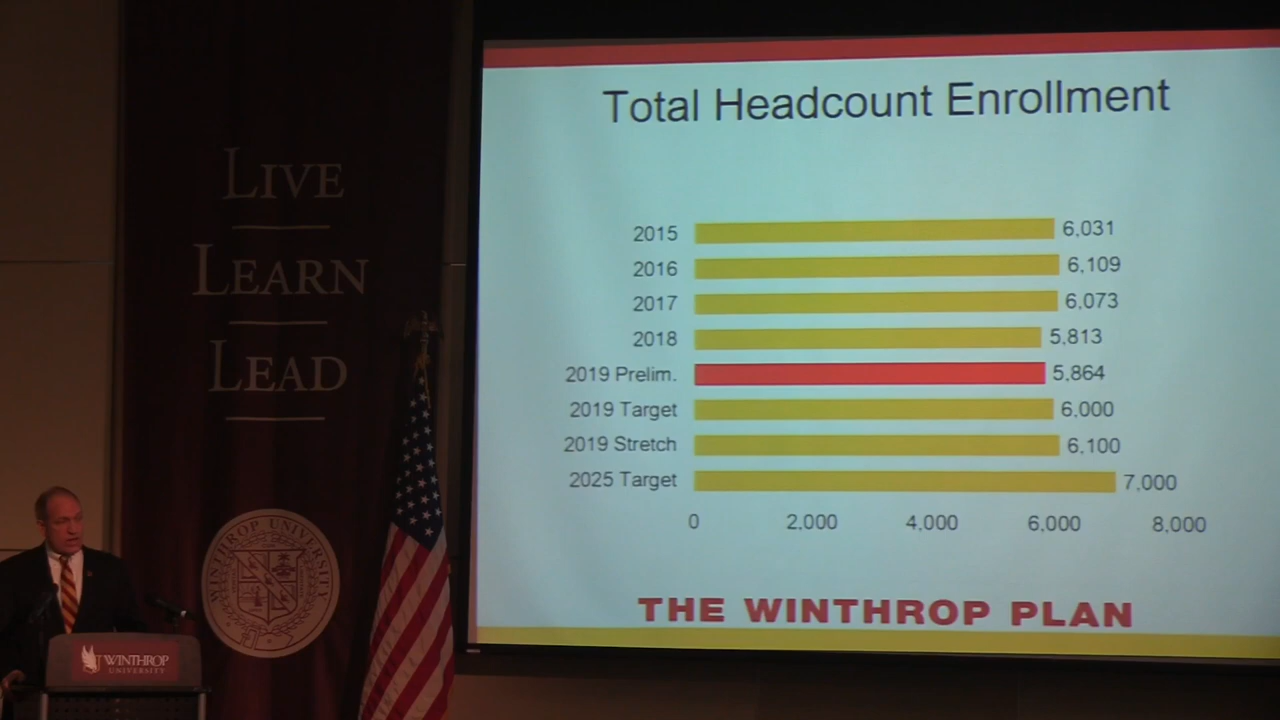 LIVE
LEARN
LEAD
WINTHROP UNIVERSITY
WINTHROP
UNIVERSITY
Total Headcount Enrollment
2015 6,031
2016 6,109
2017 6,073
2018 5,813
2019 Prelim. 5,864
2019 Target 6,000
2019 Stretch 6,100
2025 Target 7,000
0 2,000 4,000 6,000 8,000
THE WINTHROP PLAN